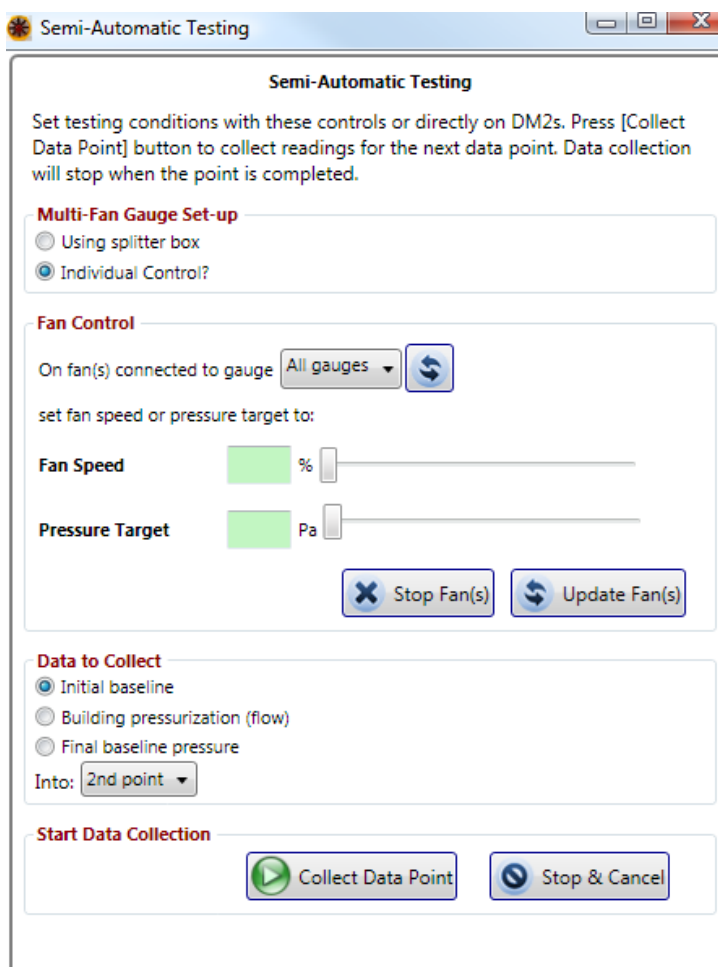 Semi-Automatic Testing
Semi-Automatic Testing
Set testing conditions with these controls or directly on DM2s. Press [Collect
Data Point] button to collect readings for the next data point. Data collection
will stop when the point is completed.
Multi-Fan Gauge Set-up
Using splitter box
Individual Control?
Fan Control
On fan(s) connected to gauge All gauges
set fan speed or pressure target to:
Fan Speed %
Pressure Target Pa
Stop Fan(s) Update Fan(s)
Data to Collect
Initial baseline
Building pressurization (flow)
Final baseline pressure
Into: 2nd point
Start Data Collection
Collect Data Point Stop & Cancel